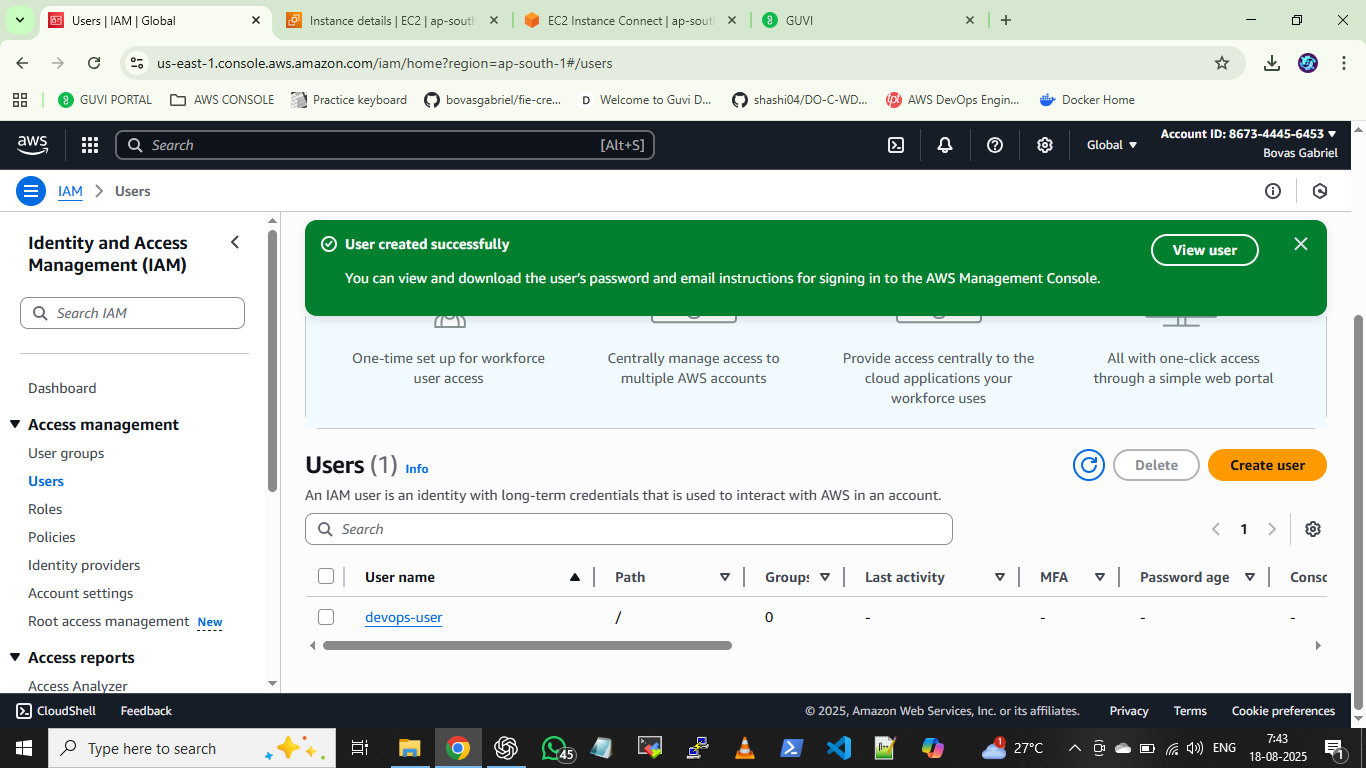 Users | IAM | Global
Instance details | EC2 | ap-south
EC2 Instance Connect | ap-sout
GUVI
us-east-1.console.aws.amazon.com/iam/home?region=ap-south-1#/users
GUVI PORTAL
AWS CONSOLE
Practice keyboard
bovasgabriel/fie-cre...
Welcome to Guvi D...
shashi04/DO-C-WD...
AWS DevOps Engin...
Docker Home
aws
Search
[Alt+S]
Global
Account ID: 8673-4445-6453
Bovas Gabriel
IAM
Users
Identity and Access
Management (IAM)
Search IAM
Dashboard
Access management
User groups
Users
Roles
Policies
Identity providers
Account settings
Root access management New
Access reports
Access Analyzer
User created successfully
You can view and download the user's password and email instructions for signing in to the AWS Management Console.
View user
One-time set up for workforce
user access
Centrally manage access to
multiple AWS accounts
Provide access centrally to the
cloud applications your
workforce uses
All with one-click access
through a simple web portal
Users (1) Info
Delete
Create user
An IAM user is an identity with long-term credentials that is used to interact with AWS in an account.
Search
1
User name
Path
Groups
Last activity
MFA
Password age
Conso
devops-user
/
0
-
-
-
-
CloudShell
Feedback
© 2025, Amazon Web Services, Inc. or its affiliates.
Privacy
Terms
Cookie preferences
Type here to search
45
1
27°C
ENG
7:43
18-08-2025
1